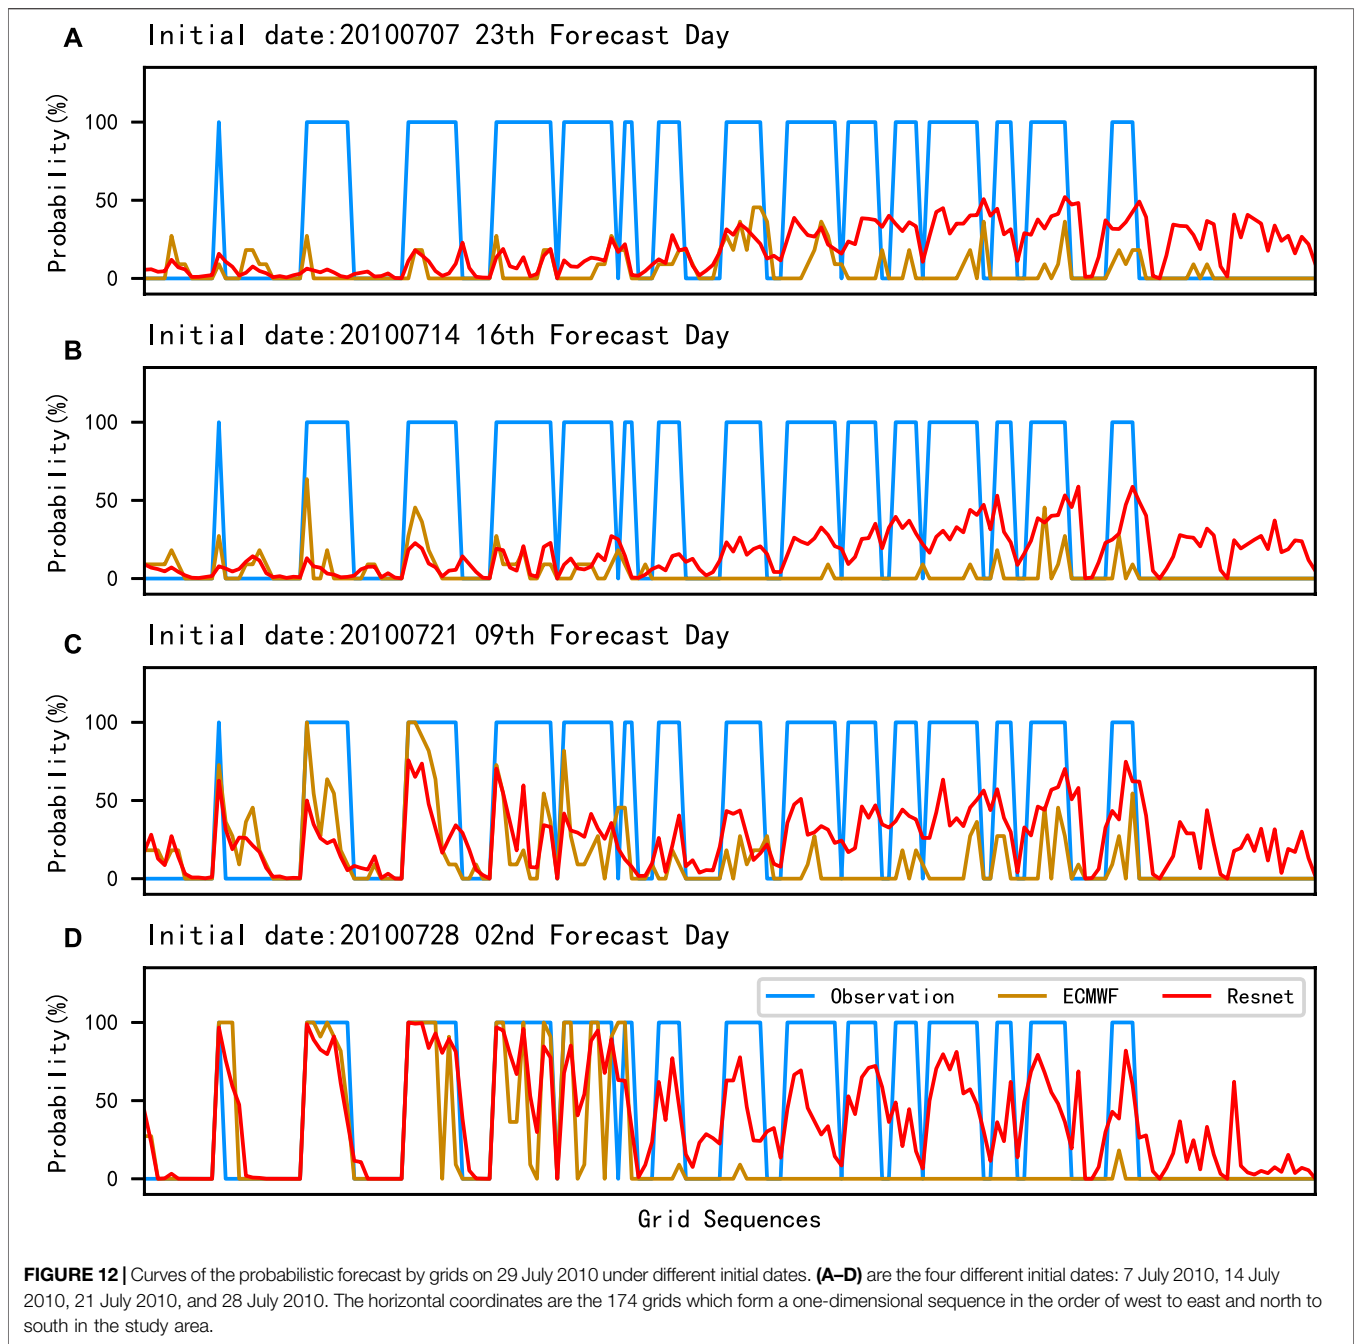 A Initial date:20100707 23th Forecast Day
Probability(%)
100
50
0
B Initial date:20100714 16th Forecast Day
Probability(%)
100
50
0
C Initial date:20100721 09th Forecast Day
Probability(%)
100
50
0
D Initial date:20100728 02nd Forecast Day
Probability(%)
100
50
0
Observation ECMWF Resnet
Grid Sequences
FIGURE 12 | Curves of the probabilistic forecast by grids on 29 July 2010 under different initial dates. (A–D) are the four different initial dates: 7 July 2010, 14 July
2010, 21 July 2010, and 28 July 2010. The horizontal coordinates are the 174 grids which form a one-dimensional sequence in the order of west to east and north to
south in the study area.